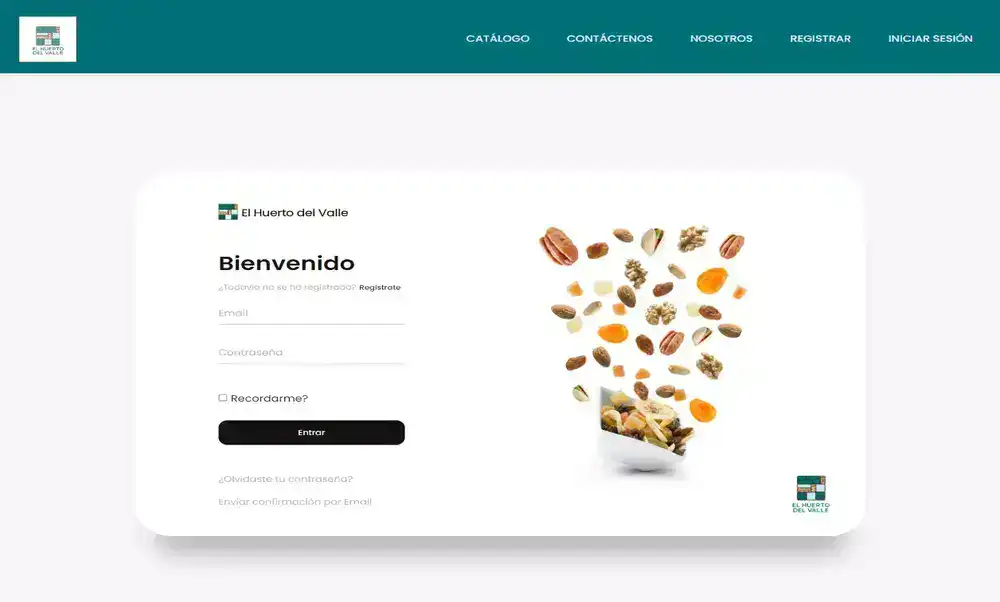 EL HUERTO
DEL VALLE
CATÁLOGO
CONTÁCTENOS
NOSOTROS
REGISTRAR
INICIAR SESIÓN
El Huerto del Valle
Bienvenido
¿Todavía no se ha registrado? Regístrate
Email
Contraseña
Recordarme?
Entrar
¿Olvidaste tu contraseña?
Envíar confirmación por Email
EL HUERTO
DEL VALLE